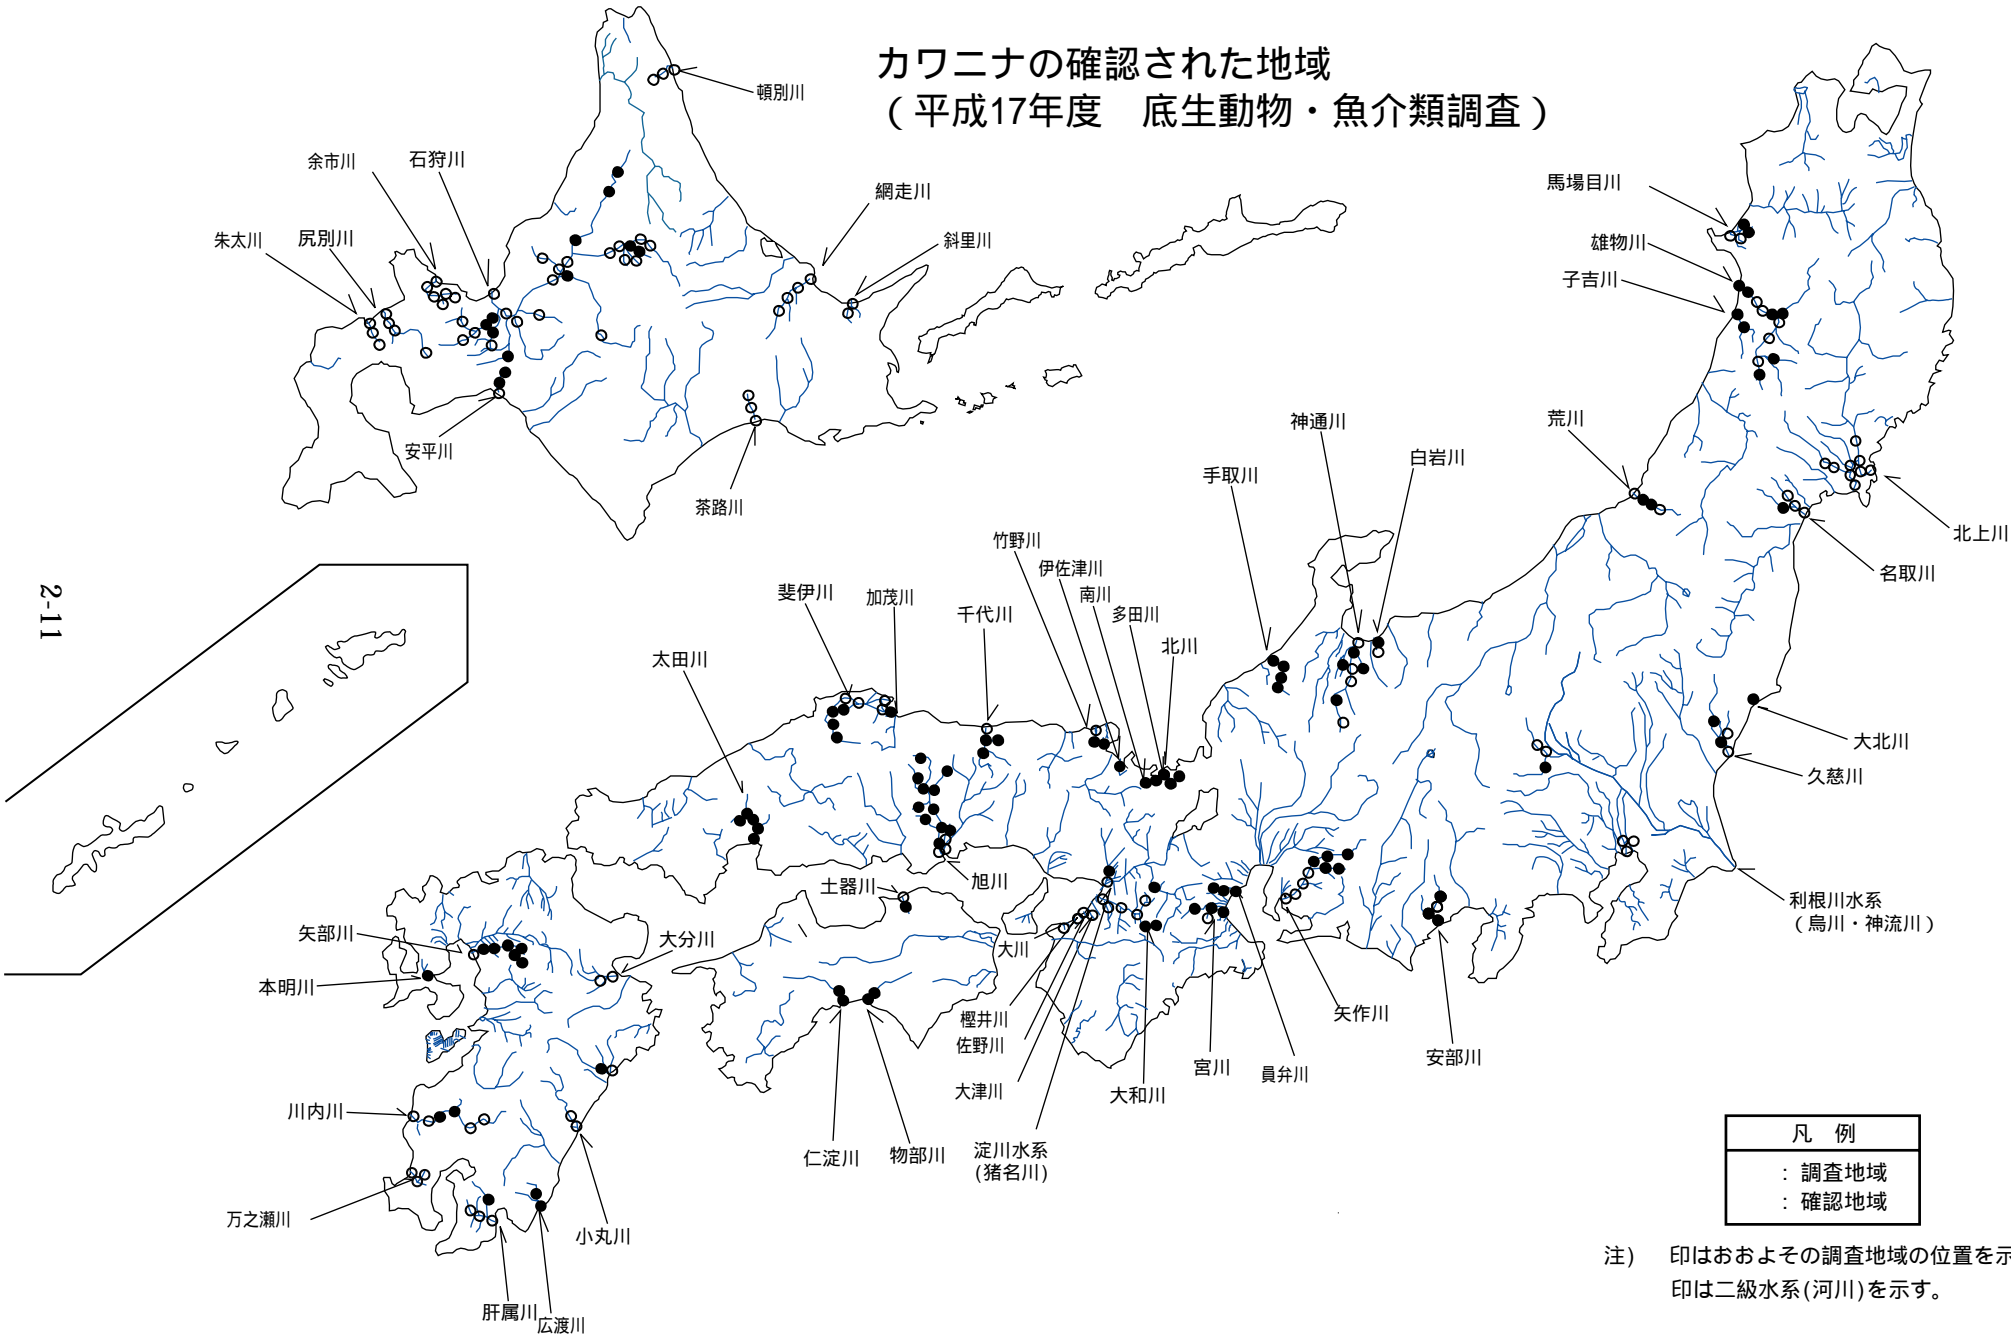 カワニナの確認された地域
（平成17年度　底生動物・魚介類調査）
頓別川
余市川
石狩川
網走川
朱太川
尻別川
斜里川
安平川
茶路川
馬場目川
雄物川
子吉川
荒川
北上川
名取川
神通川
白岩川
手取川
竹野川
伊佐津川
南川
多田川
北川
斐伊川
加茂川
千代川
太田川
大北川
久慈川
利根川水系
（烏川・神流川）
旭川
土器川
矢部川
大分川
本明川
大川
樫井川
佐野川
大津川
淀川水系
(猪名川)
大和川
宮川
員弁川
矢作川
安部川
川内川
仁淀川
物部川
万之瀬川
小丸川
肝属川
広渡川
2-11
凡　例
：調査地域
：確認地域
注)　印はおおよその調査地域の位置を示
印は二級水系(河川)を示す。